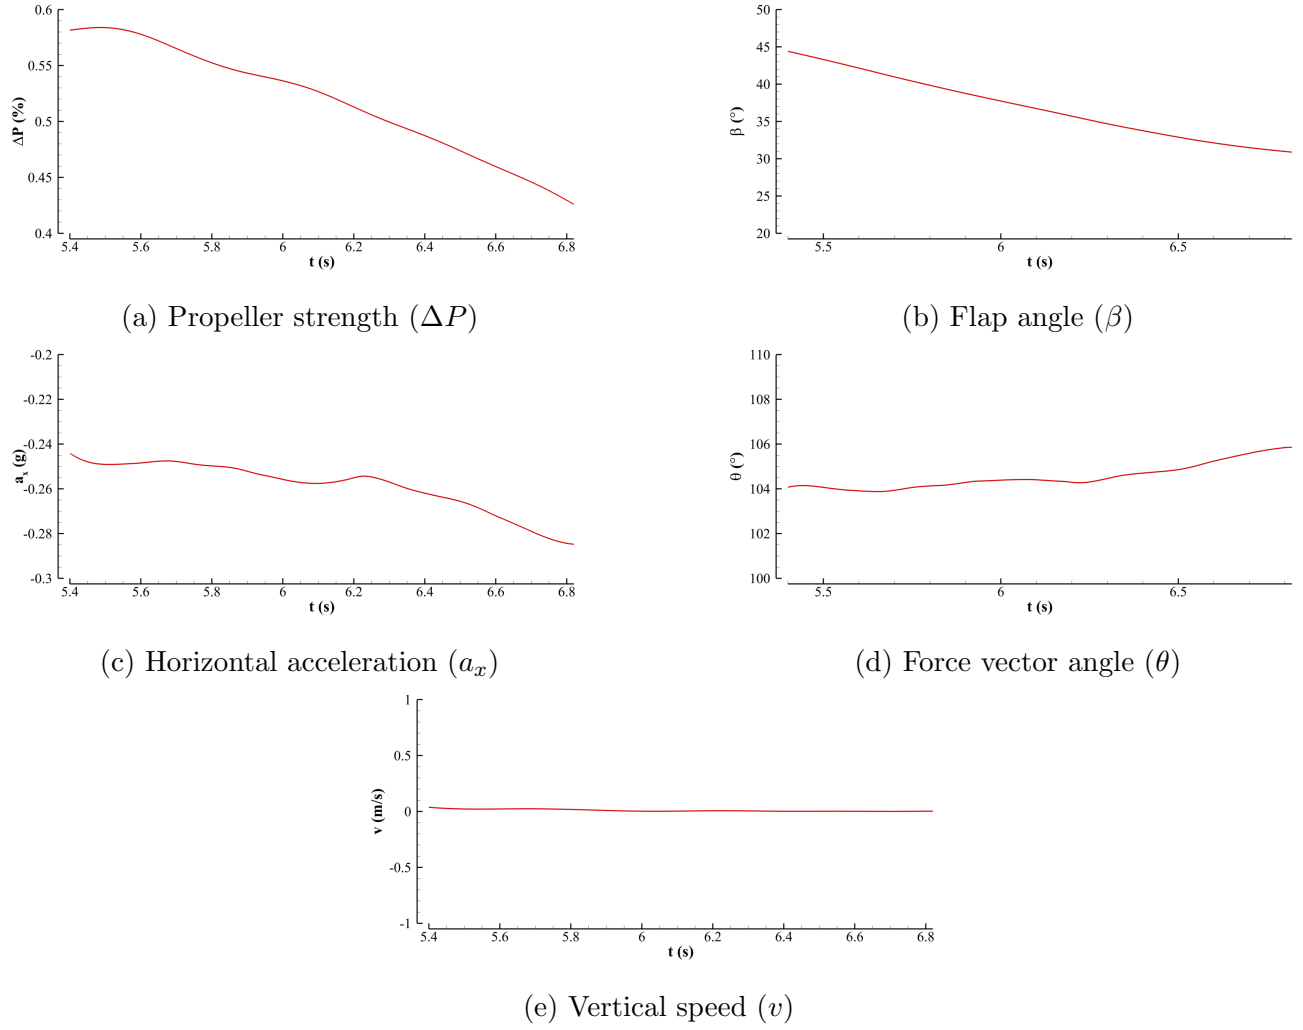 0.6
0.55
0.5
0.45
0.4
ΔP (%)
5.4 5.6 5.8 6 6.2 6.4 6.6 6.8
t (s)
(a) Propeller strength (ΔP)
50
45
40
35
30
25
20
β (°)
5.5 6 6.5
t (s)
(b) Flap angle (β)
-0.2
-0.22
-0.24
-0.26
-0.28
-0.3
aₓ (g)
5.4 5.6 5.8 6 6.2 6.4 6.6 6.8
t (s)
(c) Horizontal acceleration (aₓ)
110
108
106
104
102
100
θ (°)
5.5 6 6.5
t (s)
(d) Force vector angle (θ)
1
0.5
0
-0.5
-1
v (m/s)
5.4 5.6 5.8 6 6.2 6.4 6.6 6.8
t (s)
(e) Vertical speed (v)